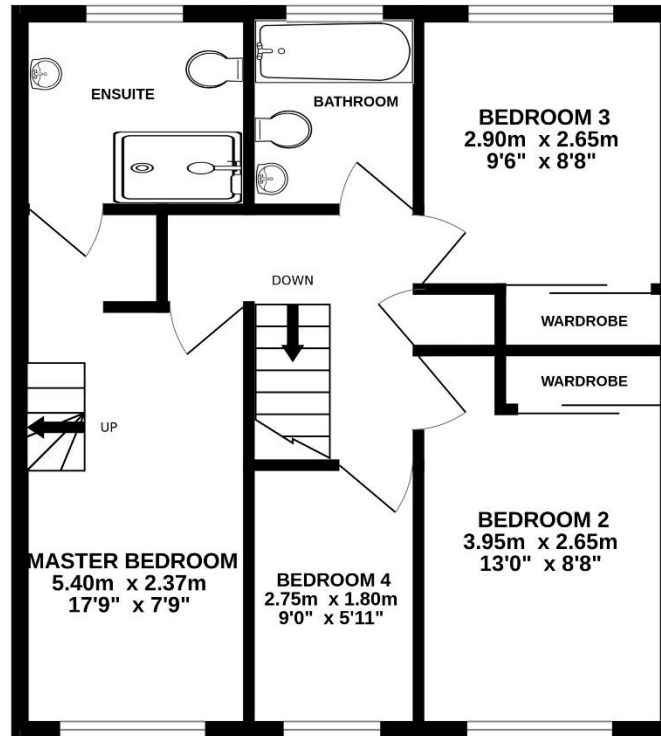 ENSUITE
BATHROOM
BEDROOM 3
2.90m x 2.65m
9'6" x 8'8"
DOWN
WARDROBE
WARDROBE
UP
MASTER BEDROOM
5.40m x 2.37m
17'9" x 7'9"
BEDROOM 4
2.75m x 1.80m
9'0" x 5'11"
BEDROOM 2
3.95m x 2.65m
13'0" x 8'8"